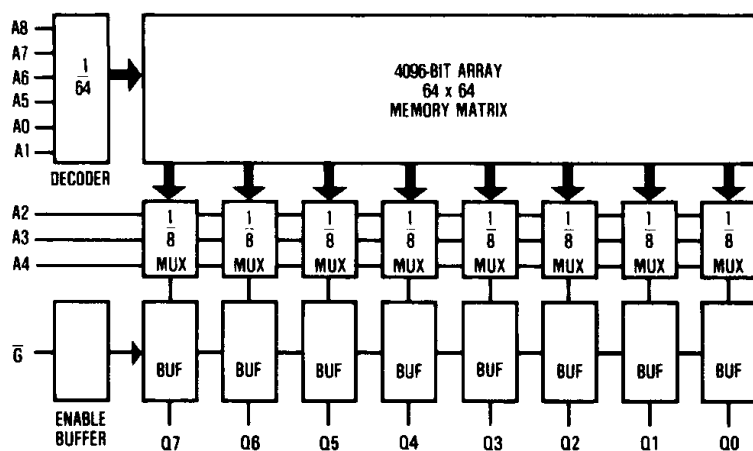 A8
A7
A6
A5
A0
A1
1
64
DECODER
4096-BIT ARRAY
64 x 64
MEMORY MATRIX
A2
A3
A4
1 1 1 1 1 1 1 1
8 8 8 8 8 8 8 8
MUX MUX MUX MUX MUX MUX MUX MUX
G̅
BUF BUF BUF BUF BUF BUF BUF BUF
ENABLE
BUFFER
Q7 Q6 Q5 Q4 Q3 Q2 Q1 Q0